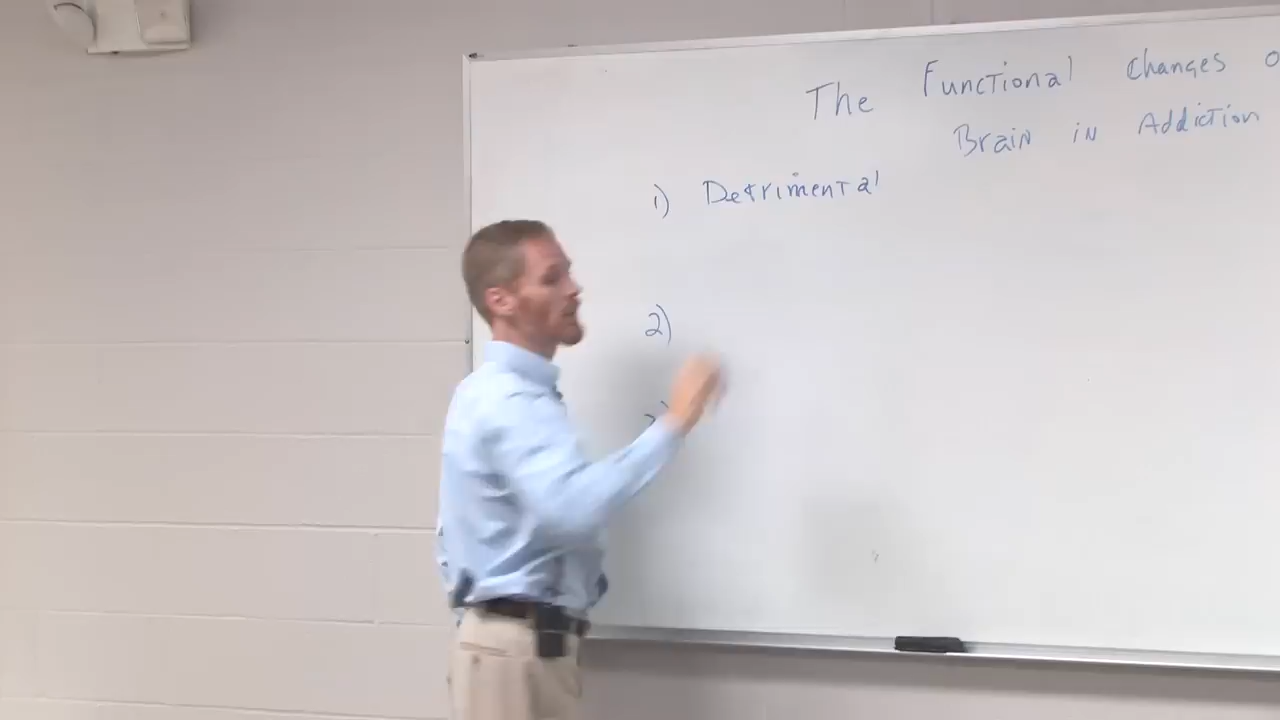 The Functional Changes o
Brain in Addiction
1) Detrimental
2)